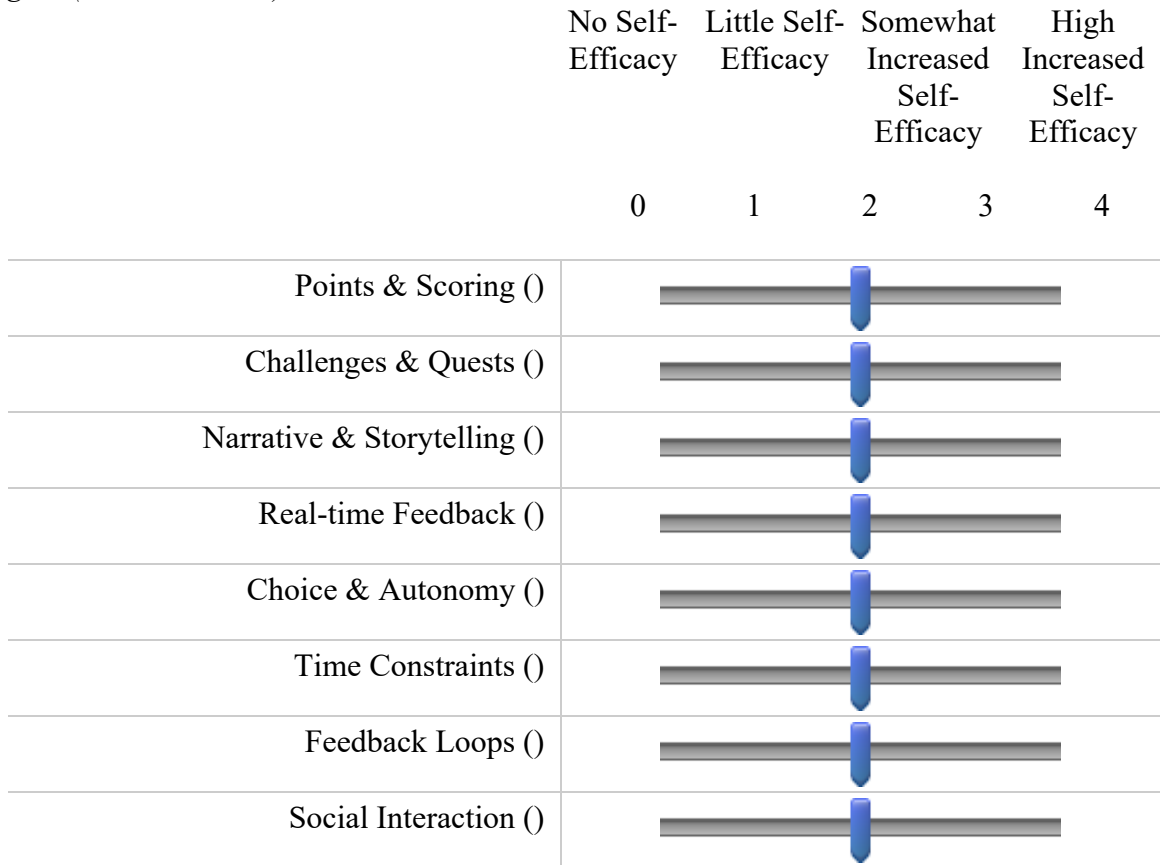 No Self- Little Self- Somewhat High
Efficacy Efficacy Increased Increased
Self- Self-
Efficacy Efficacy
0 1 2 3 4
Points & Scoring ()
Challenges & Quests ()
Narrative & Storytelling ()
Real-time Feedback ()
Choice & Autonomy ()
Time Constraints ()
Feedback Loops ()
Social Interaction ()